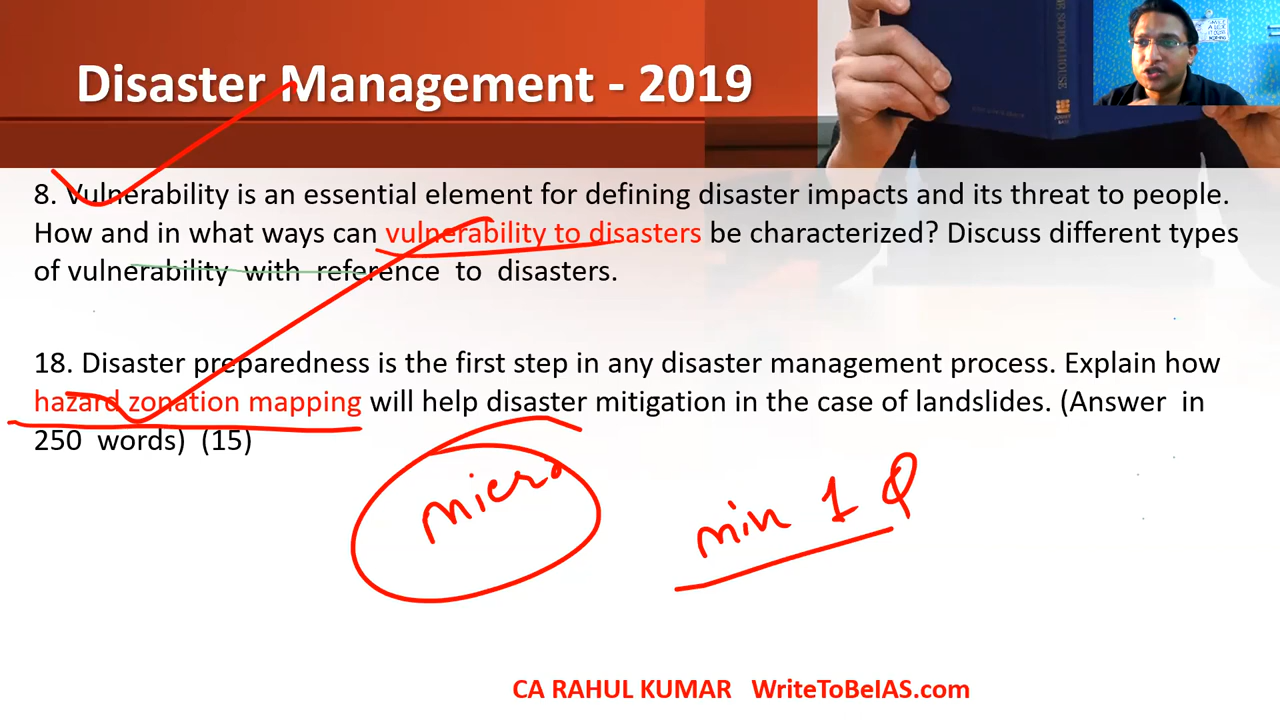 Disaster Management - 2019
8. Vulnerability is an essential element for defining disaster impacts and its threat to people.
How and in what ways can vulnerability to disasters be characterized? Discuss different types
of vulnerability with reference to disasters.
18. Disaster preparedness is the first step in any disaster management process. Explain how
hazard zonation mapping will help disaster mitigation in the case of landslides. (Answer in
250 words) (15)
micro
min 1 Q
CA RAHUL KUMAR WriteToBeIAS.com